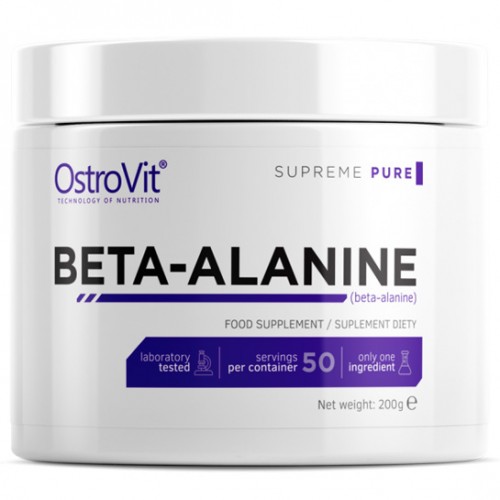 OstroVit®
TECHNOLOGY OF NUTRITION
SUPREME PURE
BETA-ALANINE
(beta-alanine)
FOOD SUPPLEMENT / SUPLEMENT DIETY
laboratory
tested
servings
per container 50
only one
ingredient
Net weight: 200g ℮